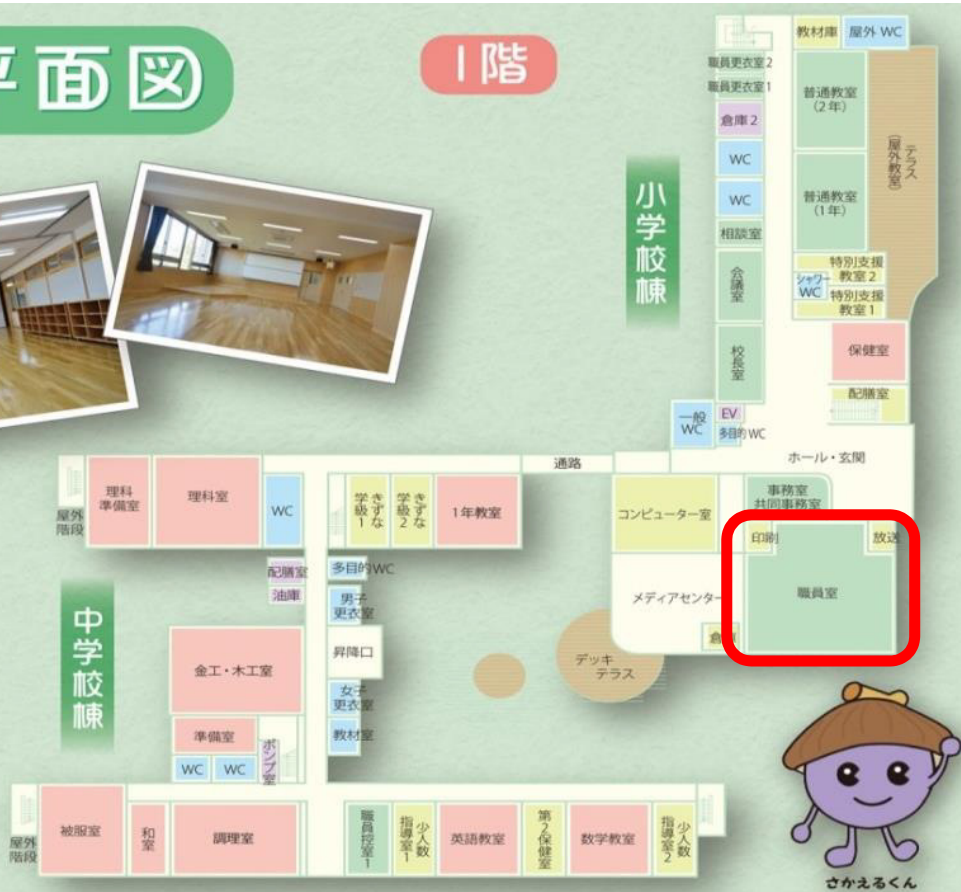 平面図
1階
教材庫
屋外 WC
職員更衣室2
職員更衣室1
普通教室
(2年)
倉庫2
テラス
(屋外教室)
WC
WC
普通教室
(1年)
相談室
小学校棟
特別支援
教室2
シャワー
WC
特別支援
教室1
会議室
校長室
保健室
配膳室
一般
WC
EV
多目的WC
通路
ホール・玄関
理科
準備室
理科室
WC
きずな
学級1
きずな
学級2
1年教室
コンピューター室
事務室
共同事務室
屋外
階段
印刷
放送
配膳室
油庫
多目的WC
男子
更衣室
メディアセンター
職員室
中学校棟
昇降口
倉庫
デッキ
テラス
金工・木工室
女子
更衣室
準備室
ポンプ室
教材室
WC
WC
被服室
和室
調理室
職員控室1
少人数
指導室1
英語教室
第2保健室
数学教室
少人数
指導室2
屋外
階段
さかえるくん